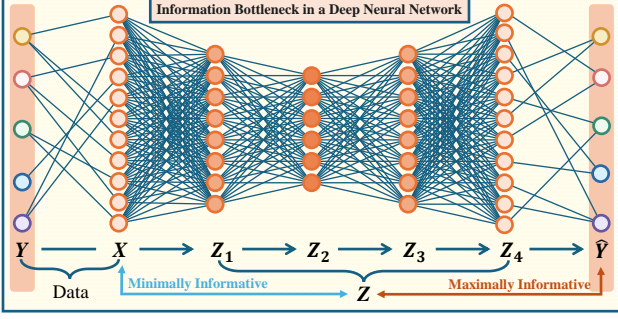 Information Bottleneck in a Deep Neural Network
Y X Z₁ Z₂ Z₃ Z₄ Ŷ
Minimally Informative
Maximally Informative
Data
Z